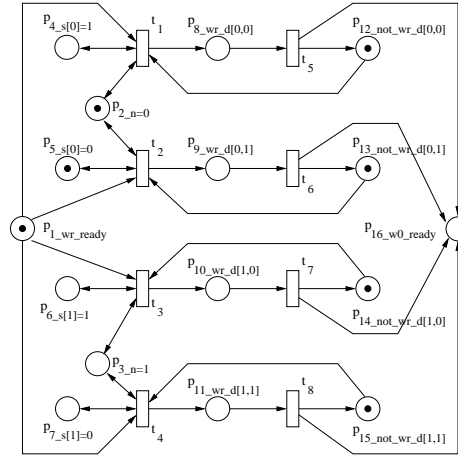 p4_s[0]=1
t1
p8_wr_d[0,0]
p12_not_wr_d[0,0]
t5
p2_n=0
p5_s[0]=0
t2
p9_wr_d[0,1]
p13_not_wr_d[0,1]
t6
p1_wr_ready
p16_w0_ready
p10_wr_d[1,0]
t7
p6_s[1]=1
t3
p14_not_wr_d[1,0]
p3_n=1
p11_wr_d[1,1]
t8
p7_s[1]=0
t4
p15_not_wr_d[1,1]